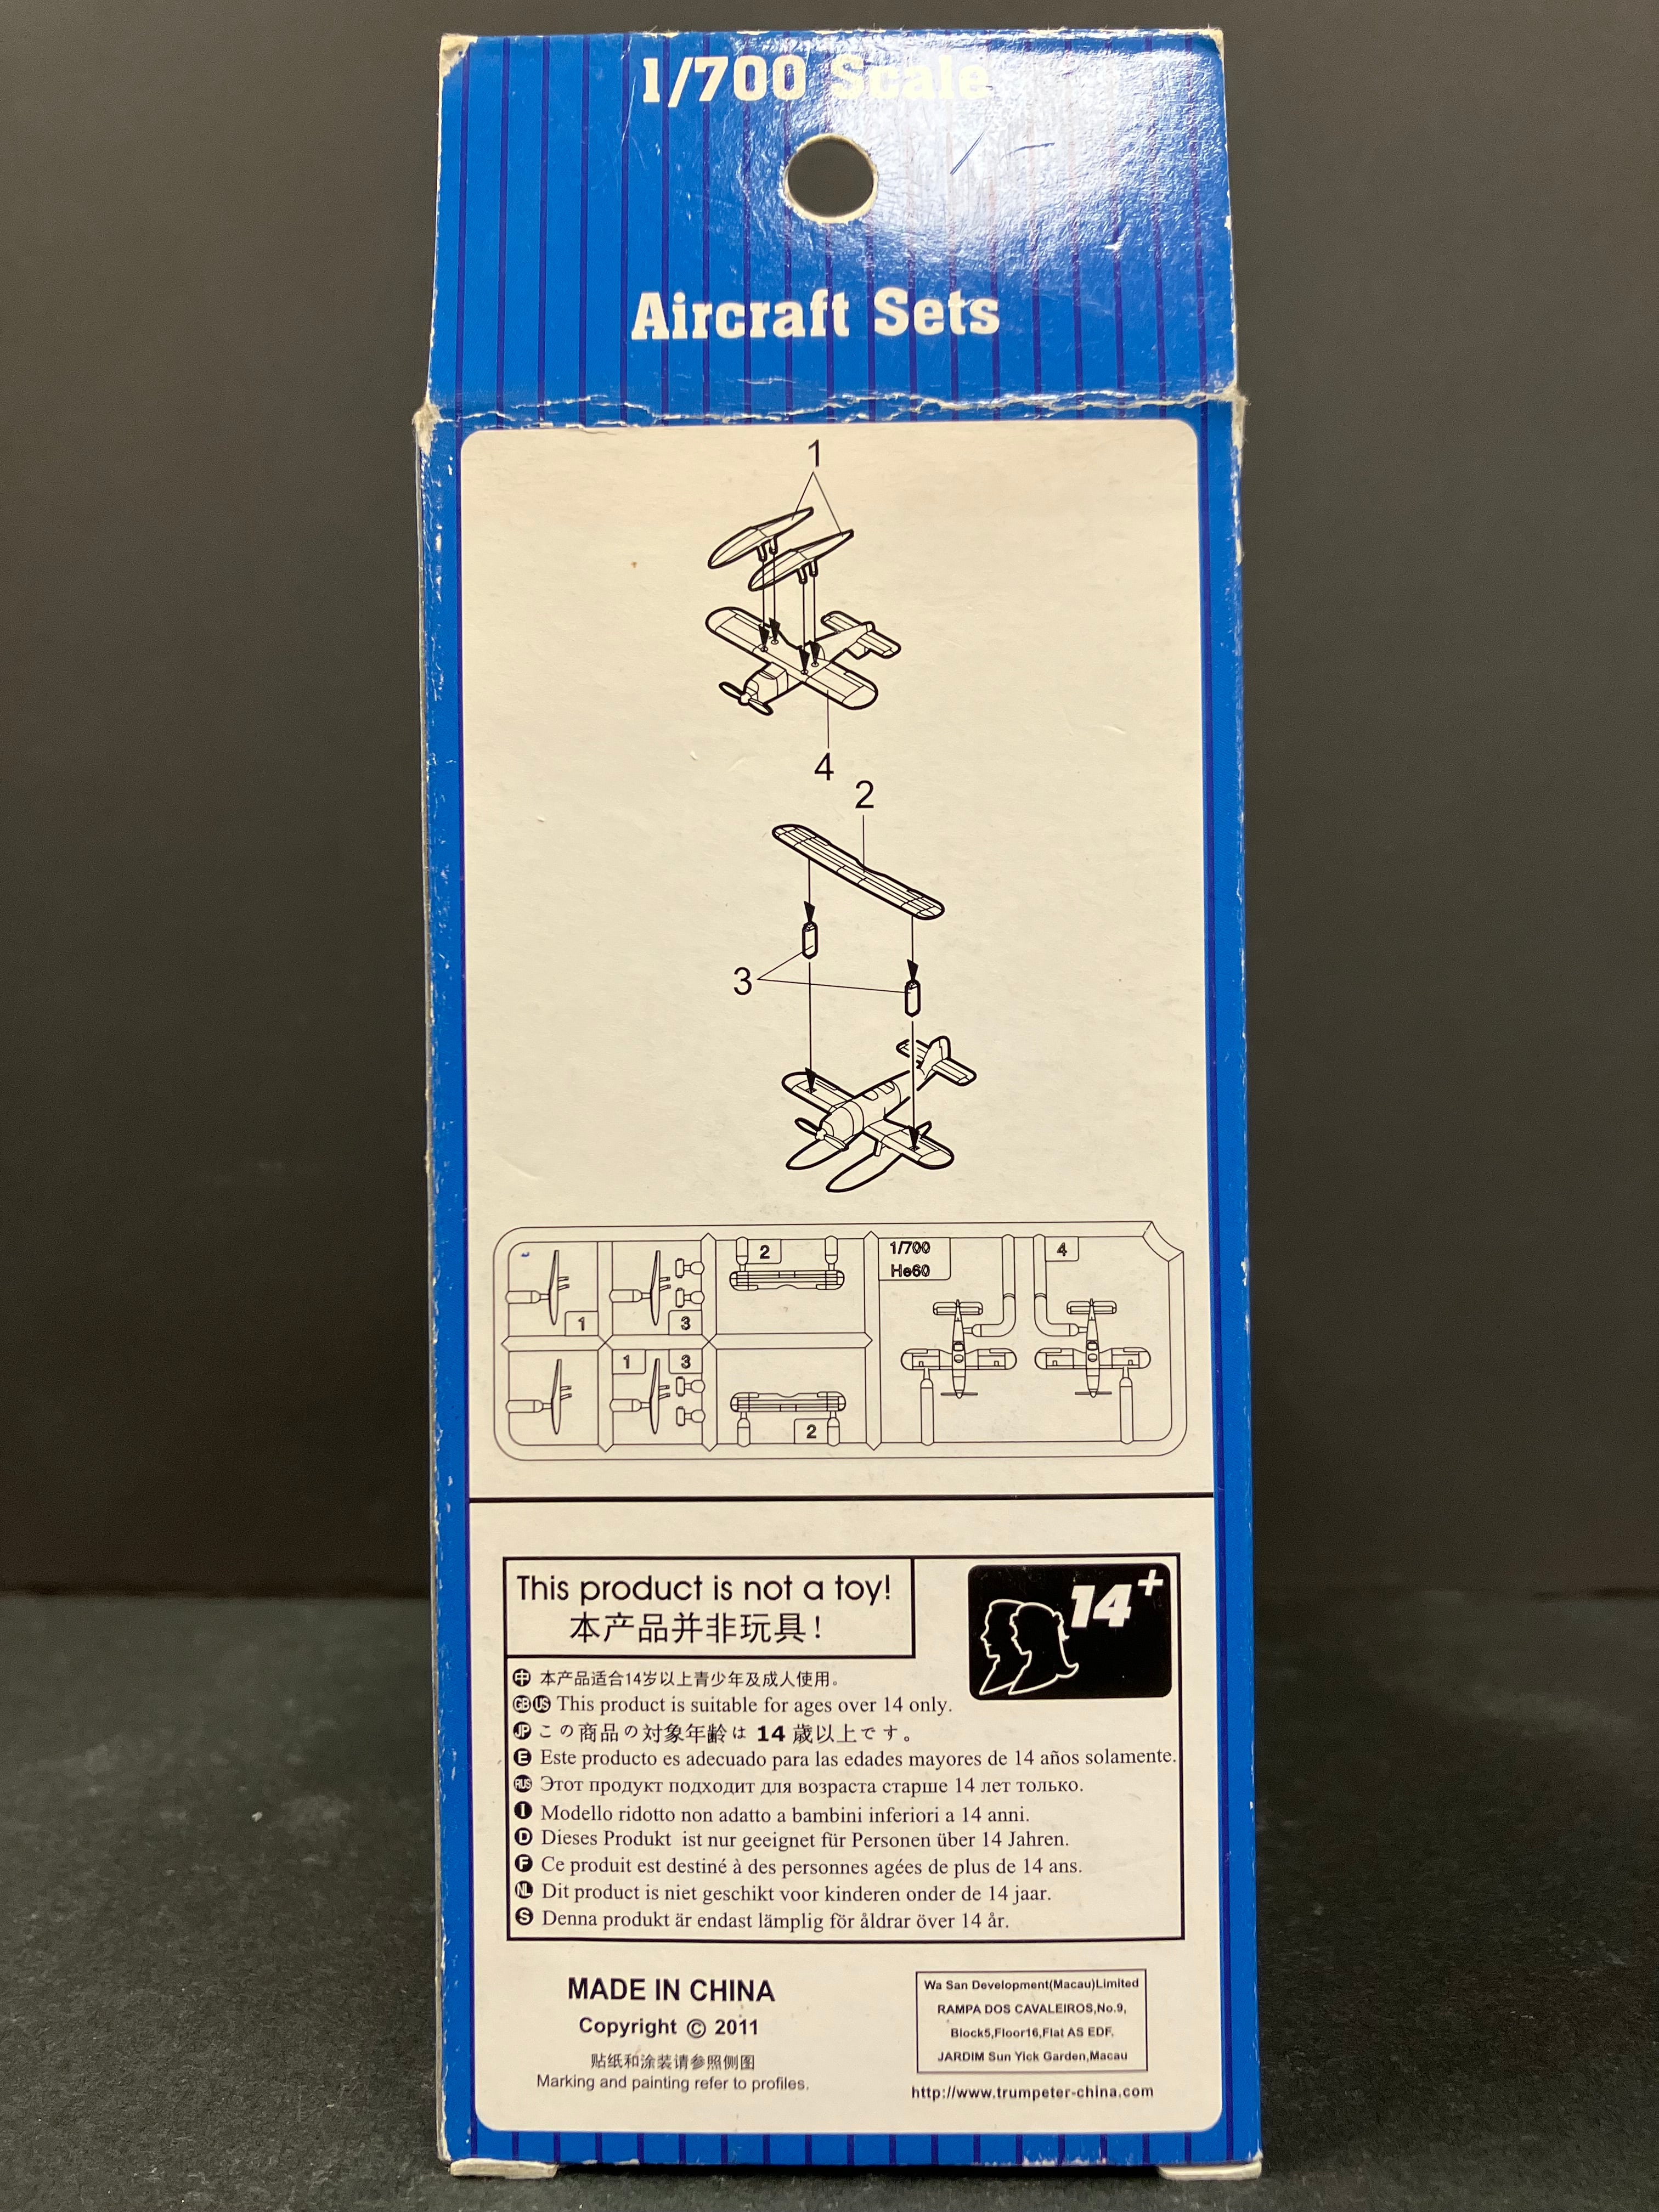 1/700 Scale
Aircraft Sets
1
4
2
3
2
1/700
He60
4
1
3
1
3
2
This product is not a toy!
本产品并非玩具!
14+
中 本产品适合14岁以上青少年及成人使用。
GB US This product is suitable for ages over 14 only.
JP この商品の対象年齢は 14 歳以上です。
E Este producto es adecuado para las edades mayores de 14 años solamente.
RUS Этот продукт подходит для возраста старше 14 лет только.
I Modello ridotto non adatto a bambini inferiori a 14 anni.
D Dieses Produkt ist nur geeignet für Personen über 14 Jahren.
F Ce produit est destiné à des personnes agées de plus de 14 ans.
NL Dit product is niet geschikt voor kinderen onder de 14 jaar.
S Denna produkt är endast lämplig för åldrar över 14 år.
MADE IN CHINA
Copyright © 2011
贴纸和涂装请参照侧图
Marking and painting refer to profiles.
Wa San Development(Macau)Limited
RAMPA DOS CAVALEIROS,No.9,
Block5,Floor16,Flat AS EDF.
JARDIM Sun Yick Garden,Macau
http://www.trumpeter-china.com